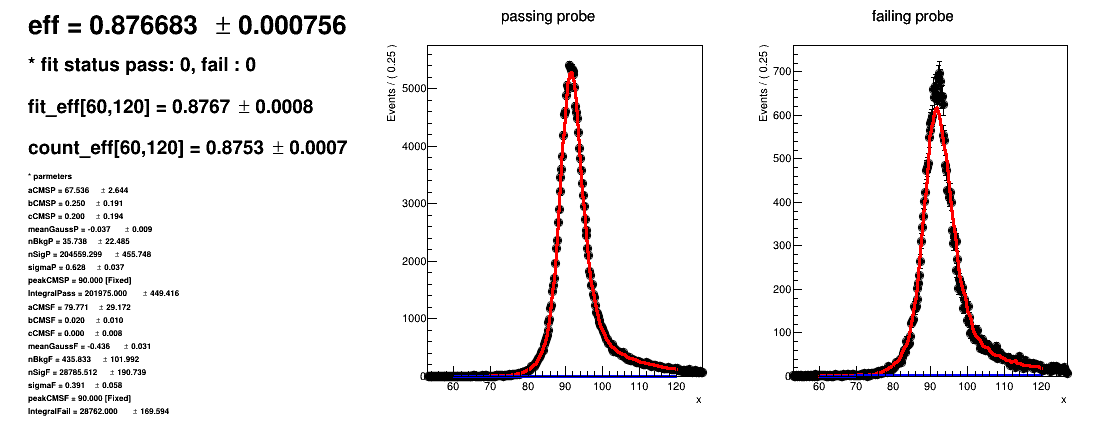 eff = 0.876683 ± 0.000756
* fit status pass: 0, fail : 0
fit_eff[60,120] = 0.8767 ± 0.0008
count_eff[60,120] = 0.8753 ± 0.0007
* parmeters
aCMSP = 67.536 ± 2.644
bCMSP = 0.250 ± 0.191
cCMSP = 0.200 ± 0.194
meanGaussP = -0.037 ± 0.009
nBkgP = 35.738 ± 22.485
nSigP = 204559.299 ± 455.748
sigmaP = 0.628 ± 0.037
peakCMSP = 90.000 [Fixed]
IntegralPass = 201975.000 ± 449.416
aCMSF = 79.771 ± 29.172
bCMSF = 0.020 ± 0.010
cCMSF = 0.000 ± 0.008
meanGaussF = -0.436 ± 0.031
nBkgF = 435.833 ± 101.992
nSigF = 28785.512 ± 190.739
sigmaF = 0.391 ± 0.058
peakCMSF = 90.000 [Fixed]
IntegralFail = 28762.000 ± 169.594
passing probe
Events / ( 0.25 )
5000
4000
3000
2000
1000
0
60 70 80 90 100 110 120
x
failing probe
Events / ( 0.25 )
700
600
500
400
300
200
100
0
60 70 80 90 100 110 120
x